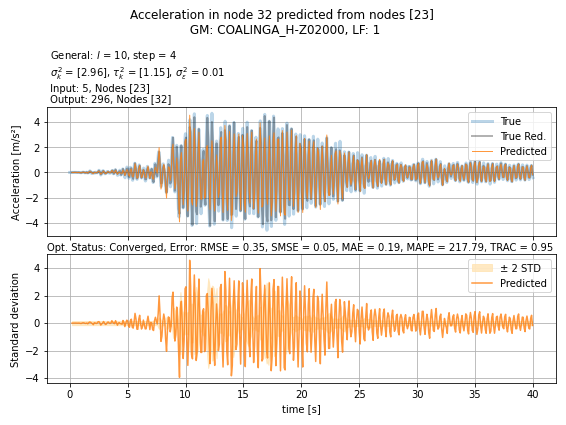 Acceleration in node 32 predicted from nodes [23]
GM: COALINGA_H-Z02000, LF: 1
General: l = 10, step = 4
σ²ₖ = [2.96], τ²ₖ = [1.15], σ²ᵣ = 0.01
Input: 5, Nodes [23]
Output: 296, Nodes [32]
Acceleration [m/s²]
4
2
0
−2
−4
True
True Red.
Predicted
Opt. Status: Converged, Error: RMSE = 0.35, SMSE = 0.05, MAE = 0.19, MAPE = 217.79, TRAC = 0.95
Standard deviation
4
2
0
−2
−4
± 2 STD
Predicted
0 5 10 15 20 25 30 35 40
time [s]